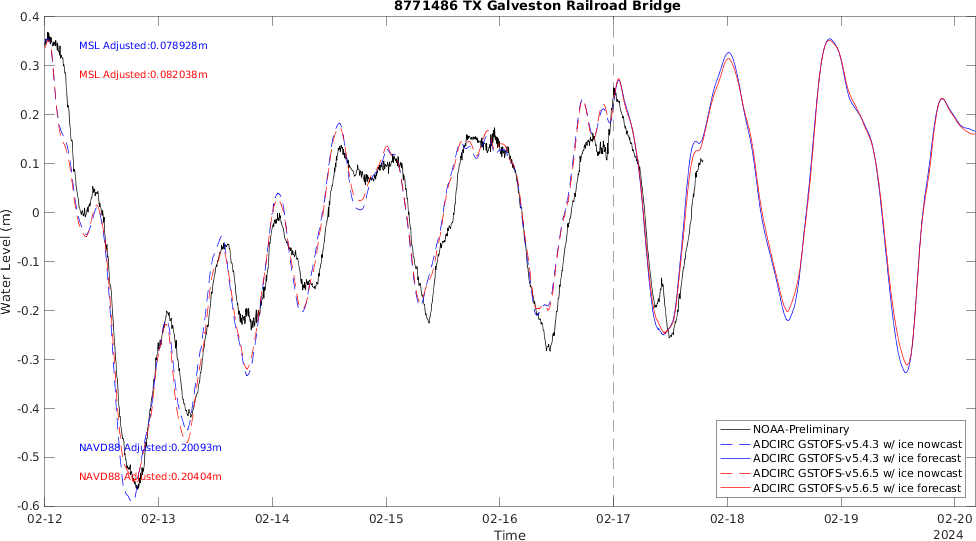 8771486 TX Galveston Railroad Bridge
0.4
0.3
0.2
0.1
0
-0.1
-0.2
-0.3
-0.4
-0.5
-0.6
Water Level (m)
MSL Adjusted:0.078928m
MSL Adjusted:0.082038m
NAVD88 Adjusted:0.20093m
NAVD88 Adjusted:0.20404m
NOAA-Preliminary
ADCIRC GSTOFS-v5.4.3 w/ ice nowcast
ADCIRC GSTOFS-v5.4.3 w/ ice forecast
ADCIRC GSTOFS-v5.6.5 w/ ice nowcast
ADCIRC GSTOFS-v5.6.5 w/ ice forecast
02-12 02-13 02-14 02-15 02-16 02-17 02-18 02-19 02-20
Time
2024